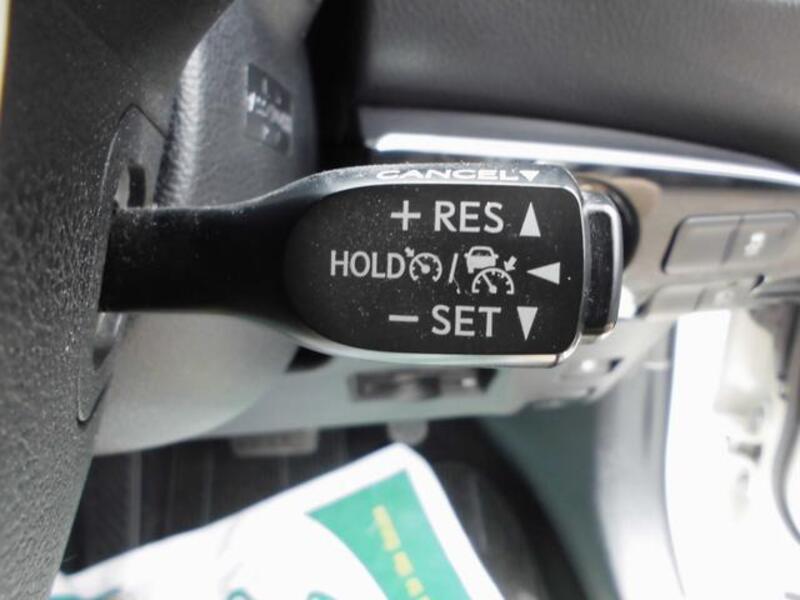 CANCEL▼
+ RES ▲
HOLD / ◀
− SET ▼